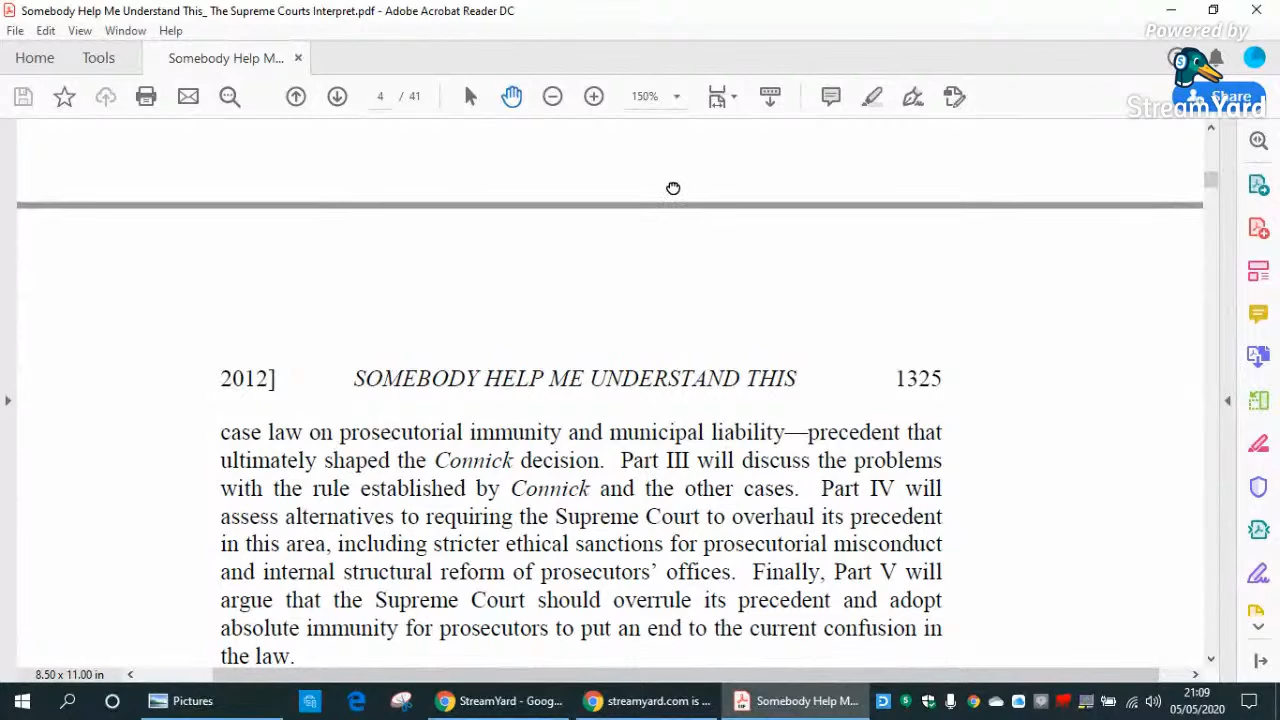 Somebody Help Me Understand This_ The Supreme Courts Interpret.pdf - Adobe Acrobat Reader DC
File Edit View Window Help
Powered by
Home Tools Somebody Help M... ×
4 / 41 150% Share
StreamYard
2012] SOMEBODY HELP ME UNDERSTAND THIS 1325
case law on prosecutorial immunity and municipal liability—precedent that
ultimately shaped the Connick decision. Part III will discuss the problems
with the rule established by Connick and the other cases. Part IV will
assess alternatives to requiring the Supreme Court to overhaul its precedent
in this area, including stricter ethical sanctions for prosecutorial misconduct
and internal structural reform of prosecutors’ offices. Finally, Part V will
argue that the Supreme Court should overrule its precedent and adopt
absolute immunity for prosecutors to put an end to the current confusion in
the law.
8.50 x 11.00 in
Pictures StreamYard - Goog... streamyard.com is ... Somebody Help M... 21:09
05/05/2020